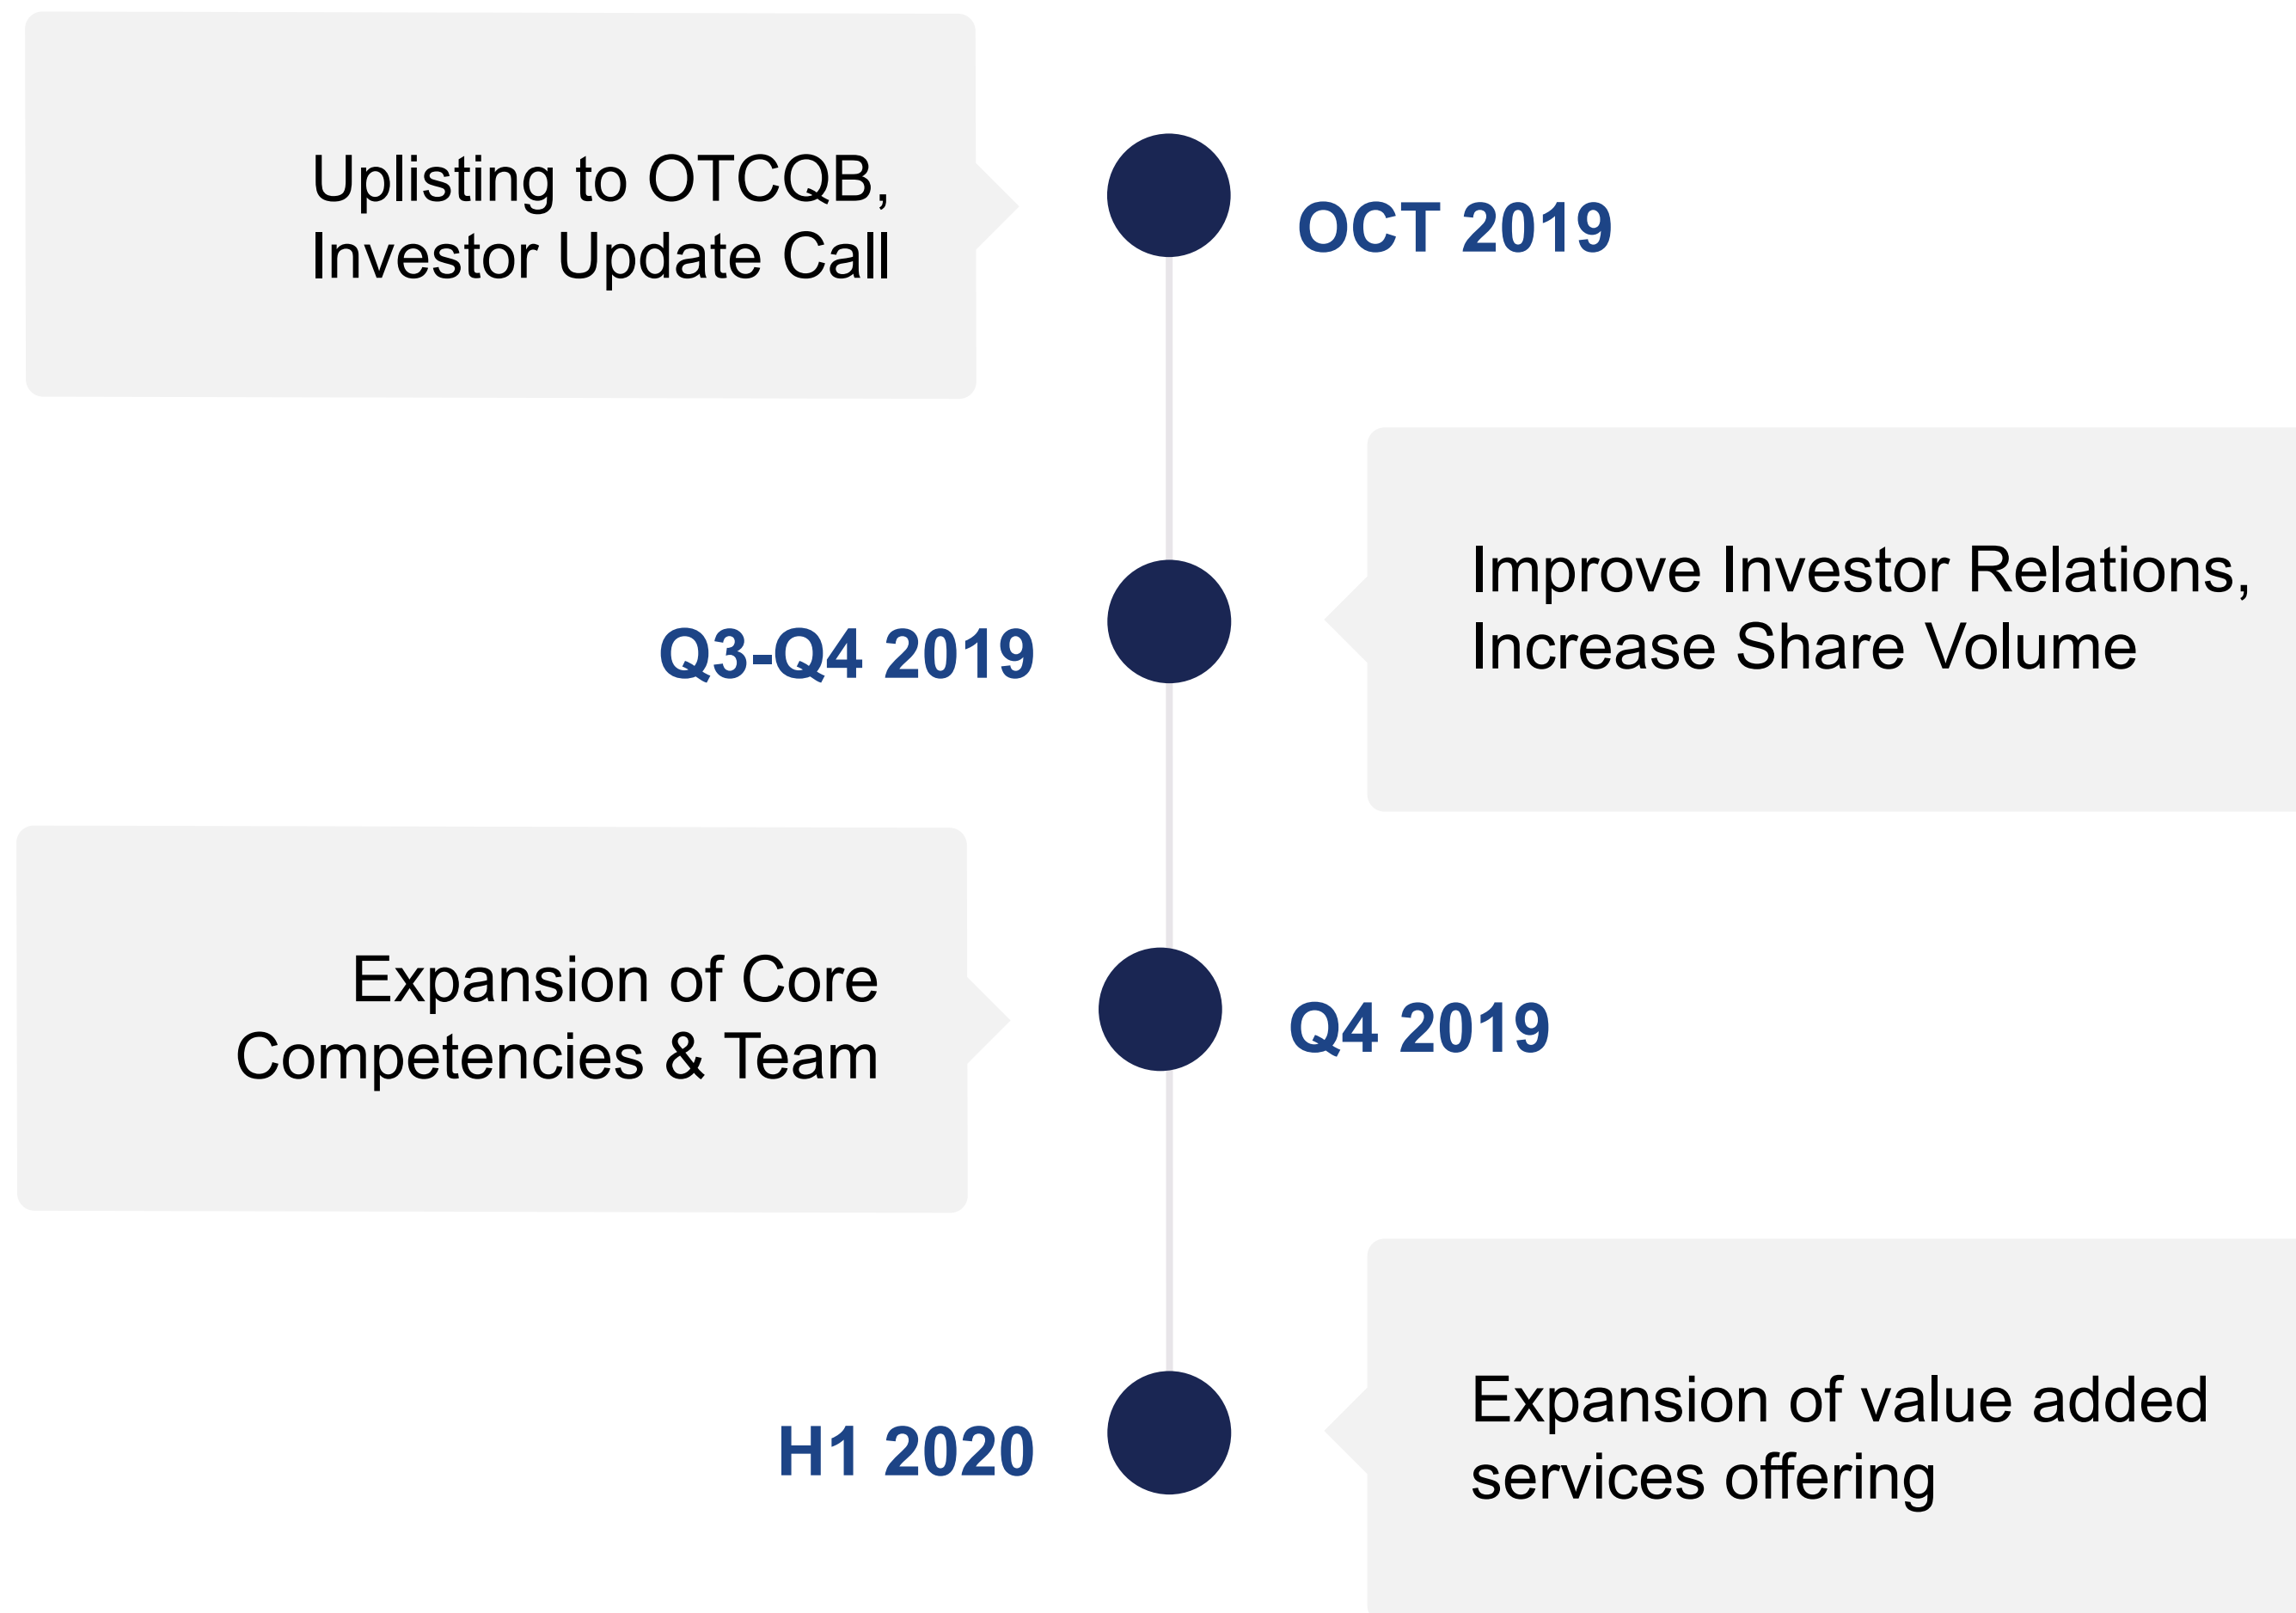 Uplisting to OTCQB,
Investor Update Call
OCT 2019
Q3-Q4 2019
Improve Investor Relations,
Increase Share Volume
Expansion of Core
Competencies & Team
Q4 2019
H1 2020
Expansion of value added
services offering